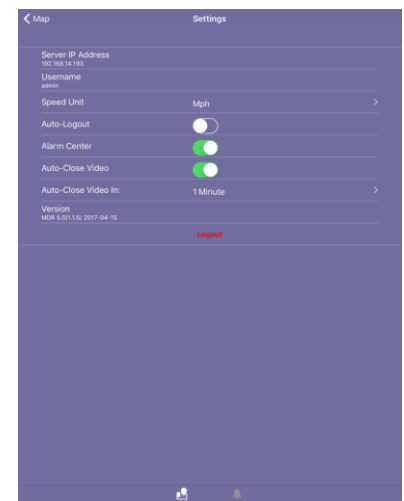 Map
Settings
Server IP Address
192.168.14.193
Username
admin
Speed Unit
Mph
Auto-Logout
Alarm Center
Auto-Close Video
Auto-Close Video In:
1 Minute
Version
MDR 5.0(1.1.5) 2017-04-15
Logout